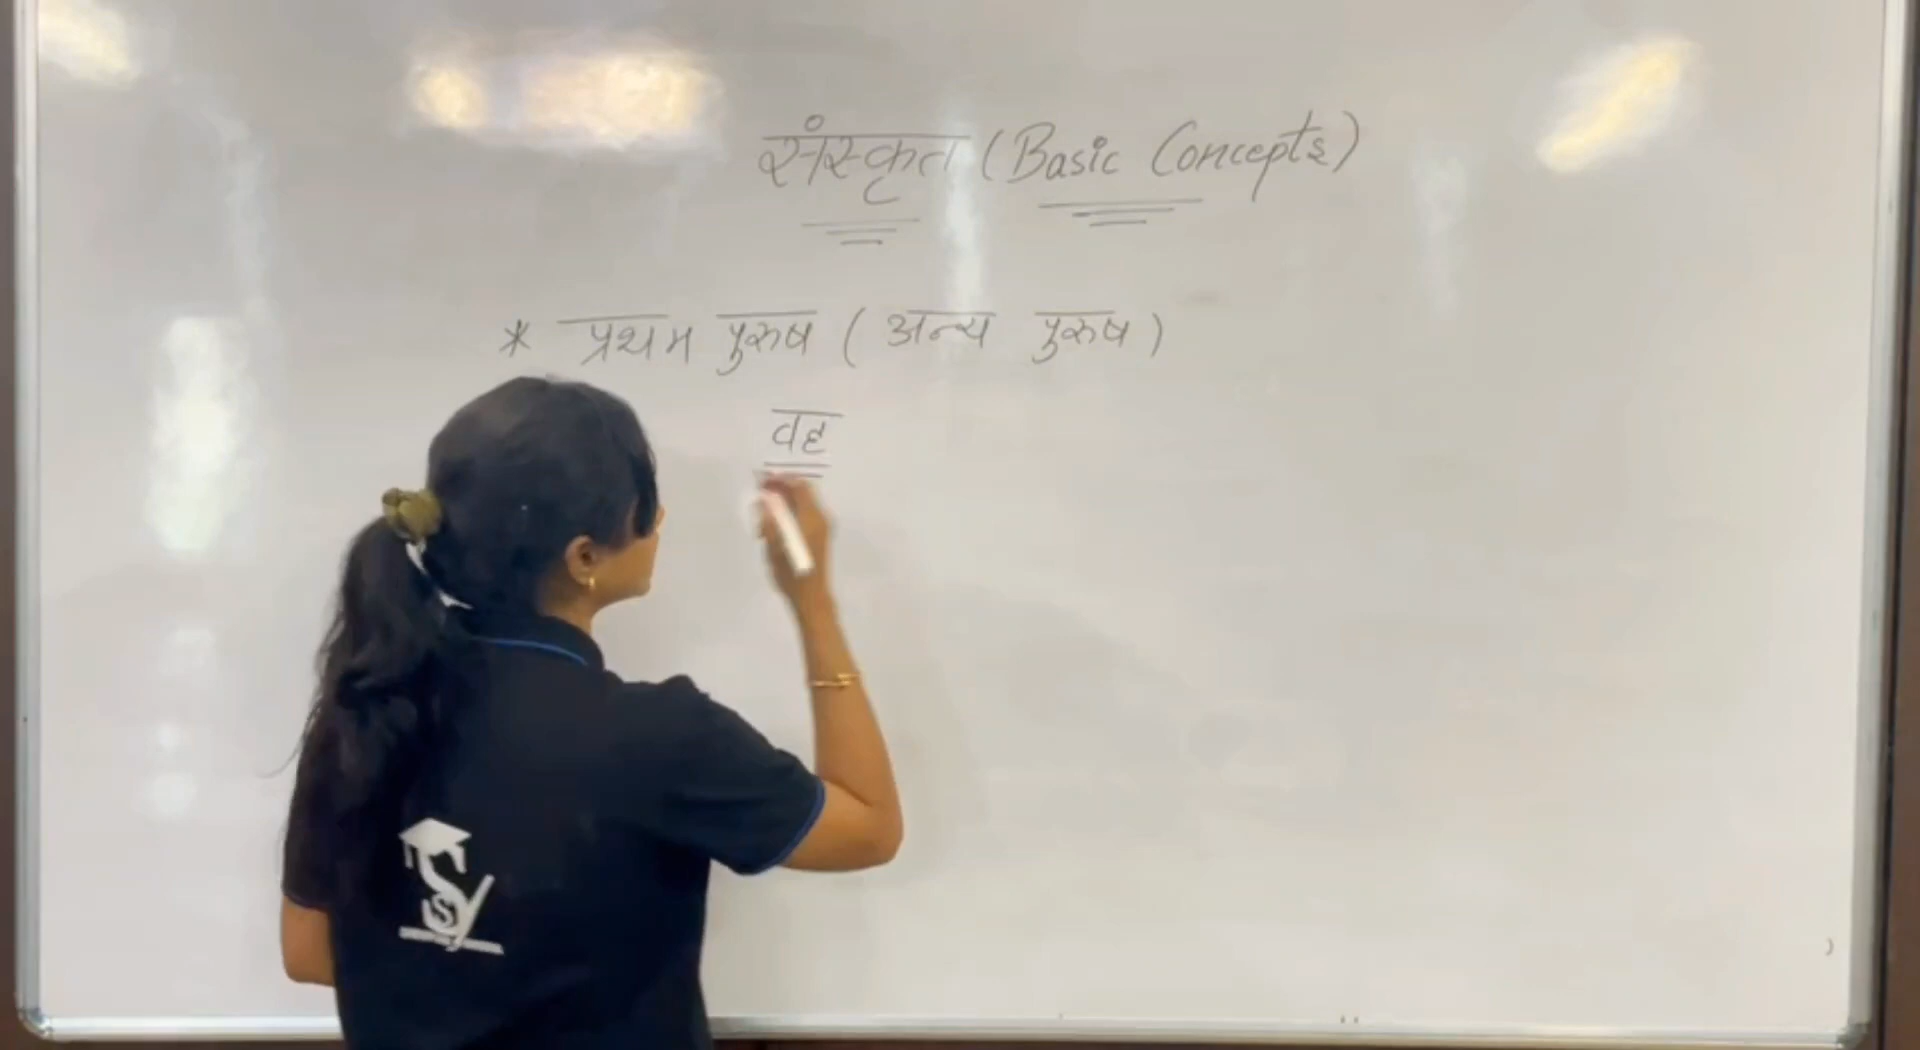 संस्कृत (Basic Concepts)
* प्रथम पुरुष (अन्य पुरुष)
वह